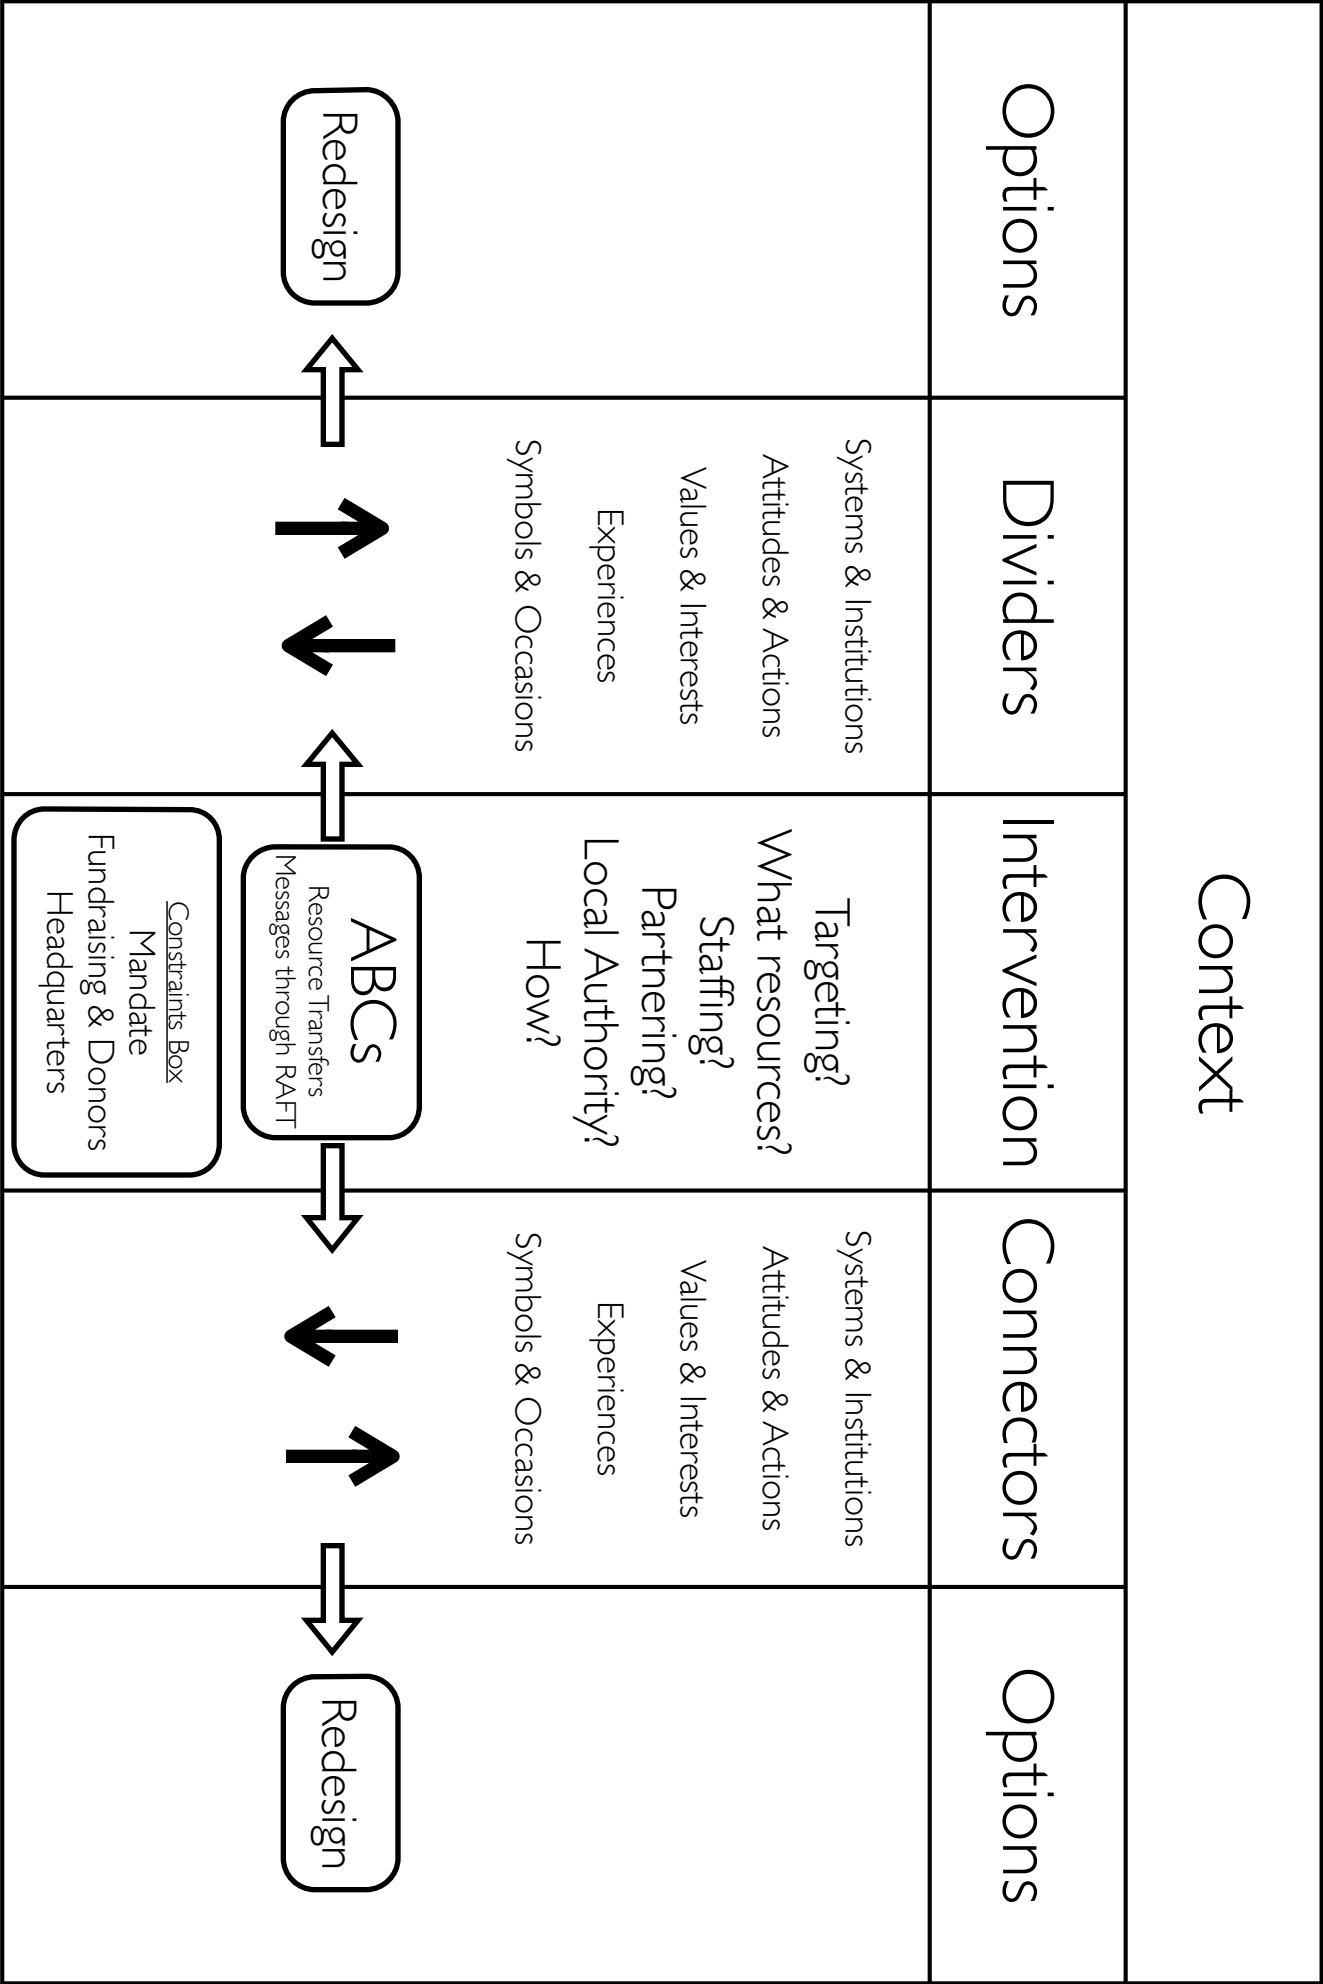 Context
Options
Dividers
Intervention
Connectors
Options
Redesign
Systems & Institutions
Attitudes & Actions
Values & Interests
Experiences
Symbols & Occasions
Targeting?
What resources?
Staffing?
Partnering?
Local Authority?
How?
ABCs
Resource Transfers
Messages through RAFT
Constraints Box
Mandate
Fundraising & Donors
Headquarters
Systems & Institutions
Attitudes & Actions
Values & Interests
Experiences
Symbols & Occasions
Redesign